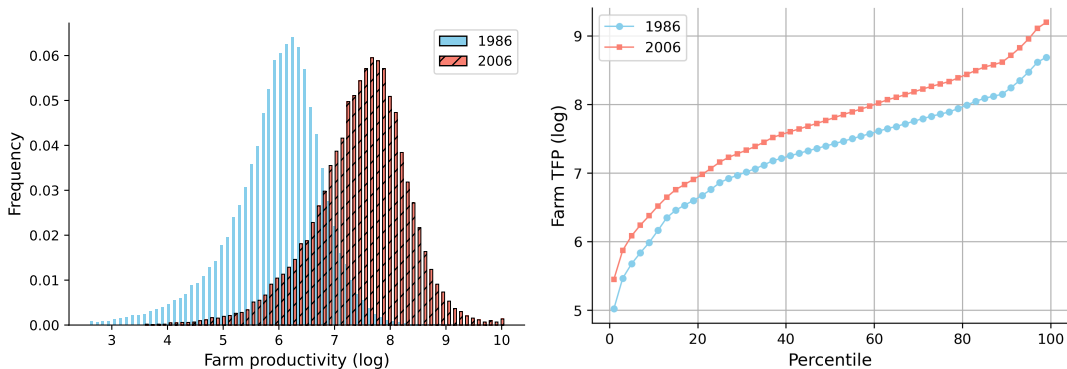 0.06
0.05
0.04
0.03
0.02
0.01
0.00
Frequency
3 4 5 6 7 8 9 10
Farm productivity (log)
1986
2006
9
8
7
6
5
Farm TFP (log)
0 20 40 60 80 100
Percentile
1986
2006